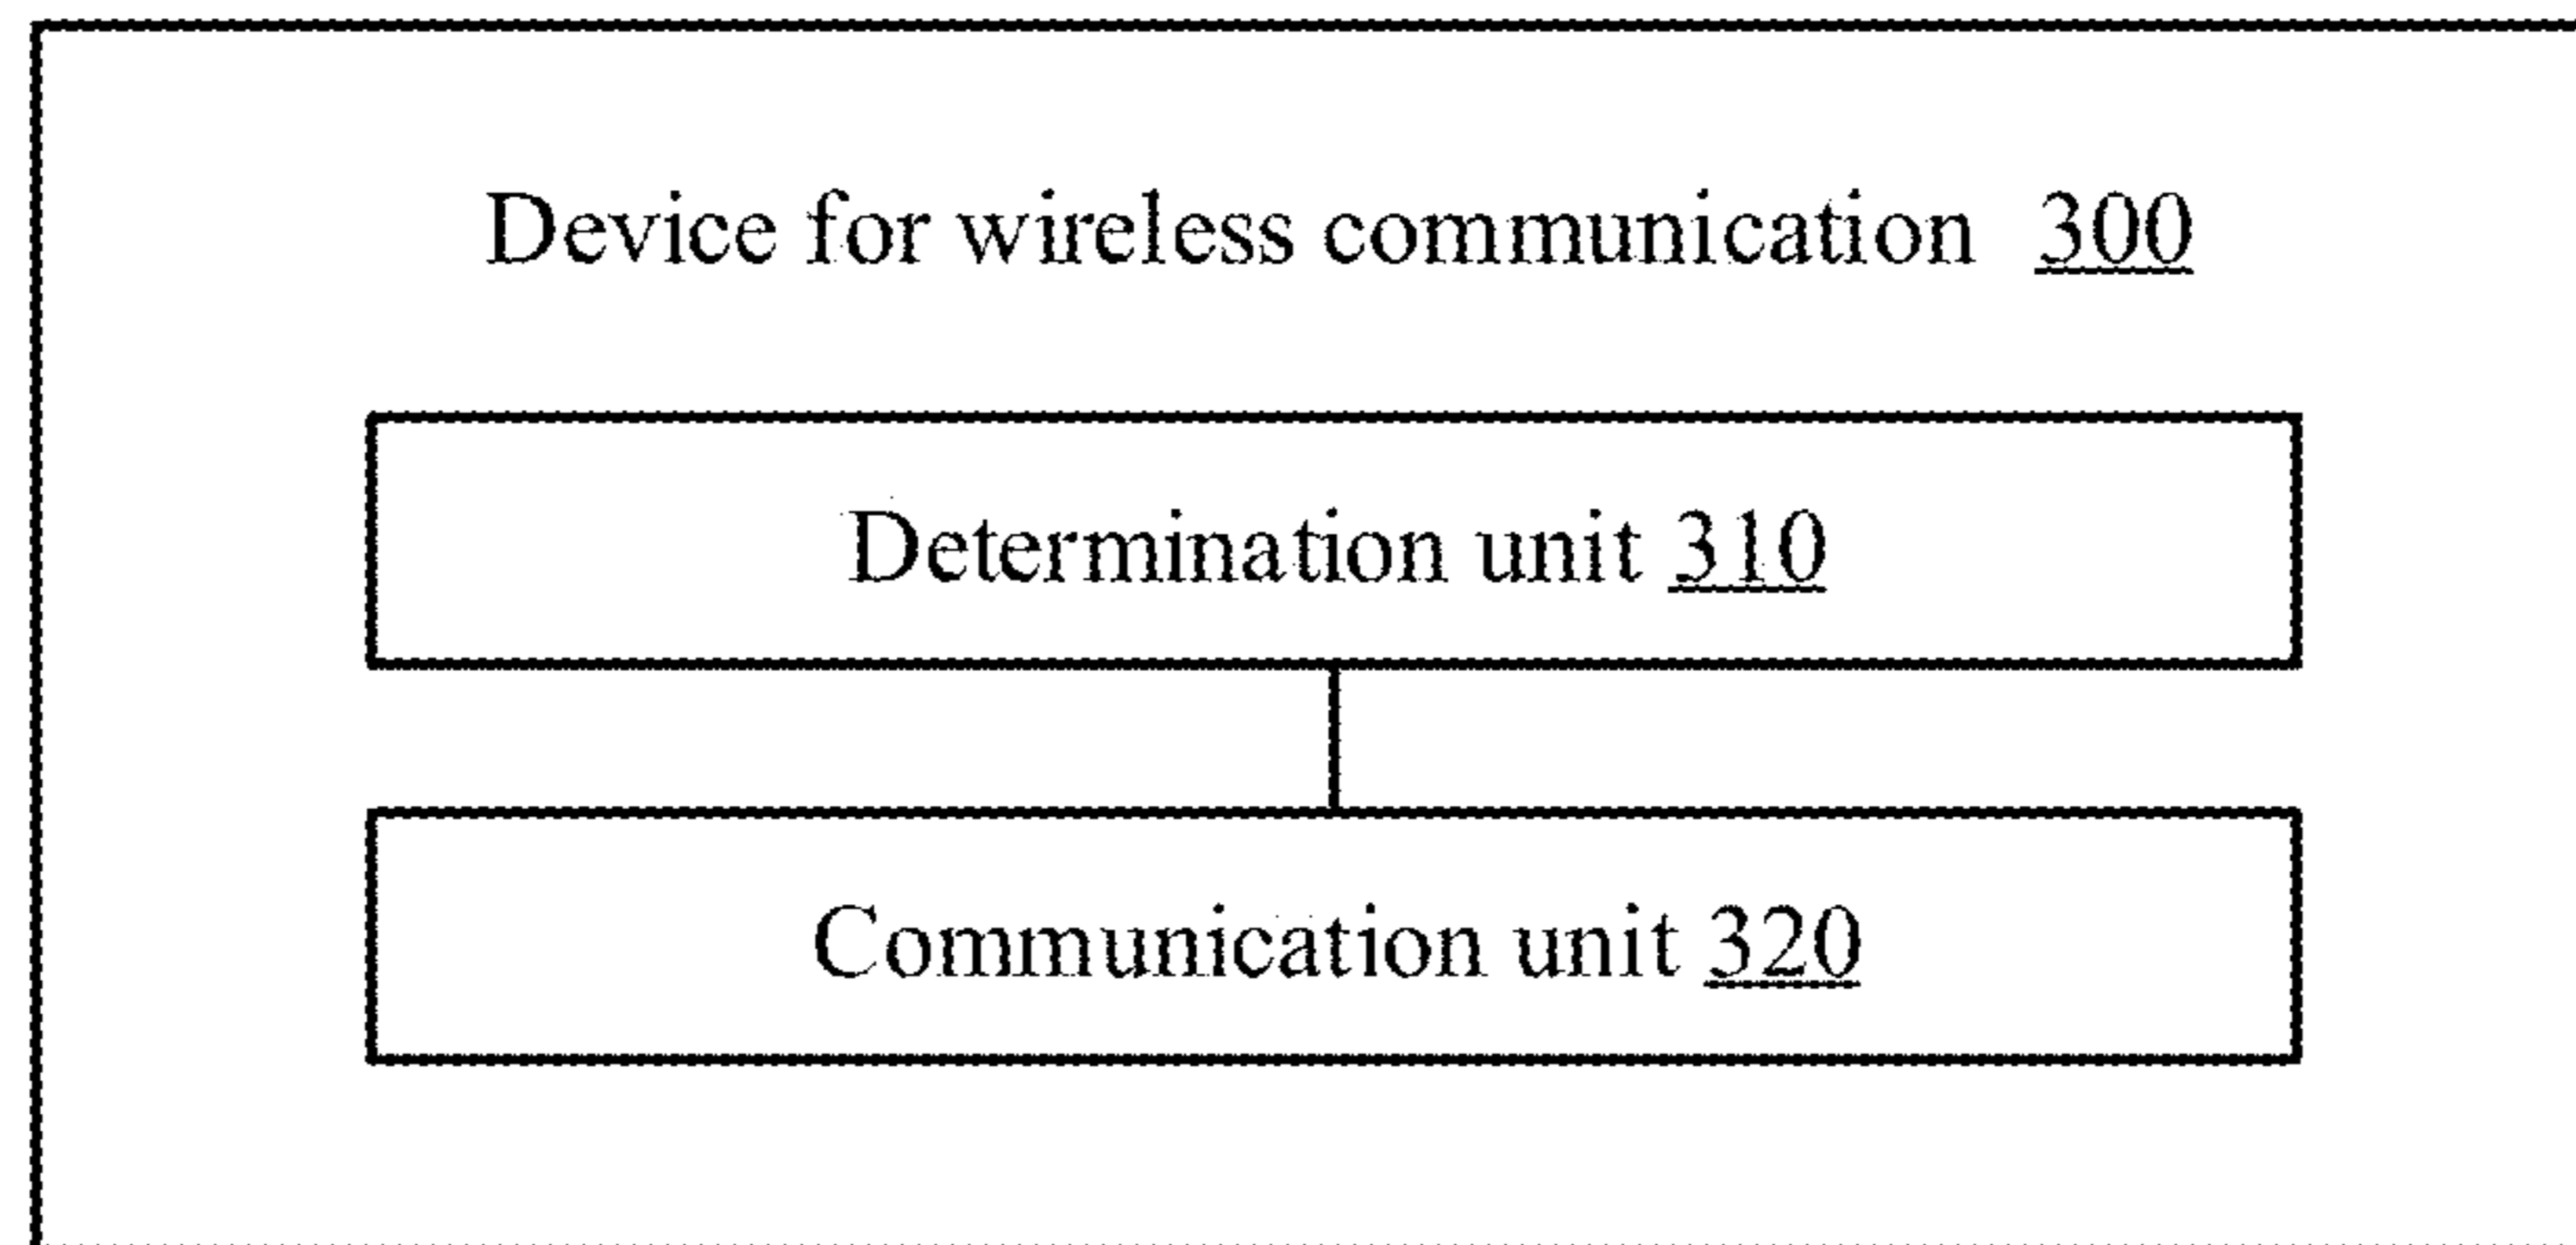 Device for wireless communication 300
Determination unit 310
Communication unit 320